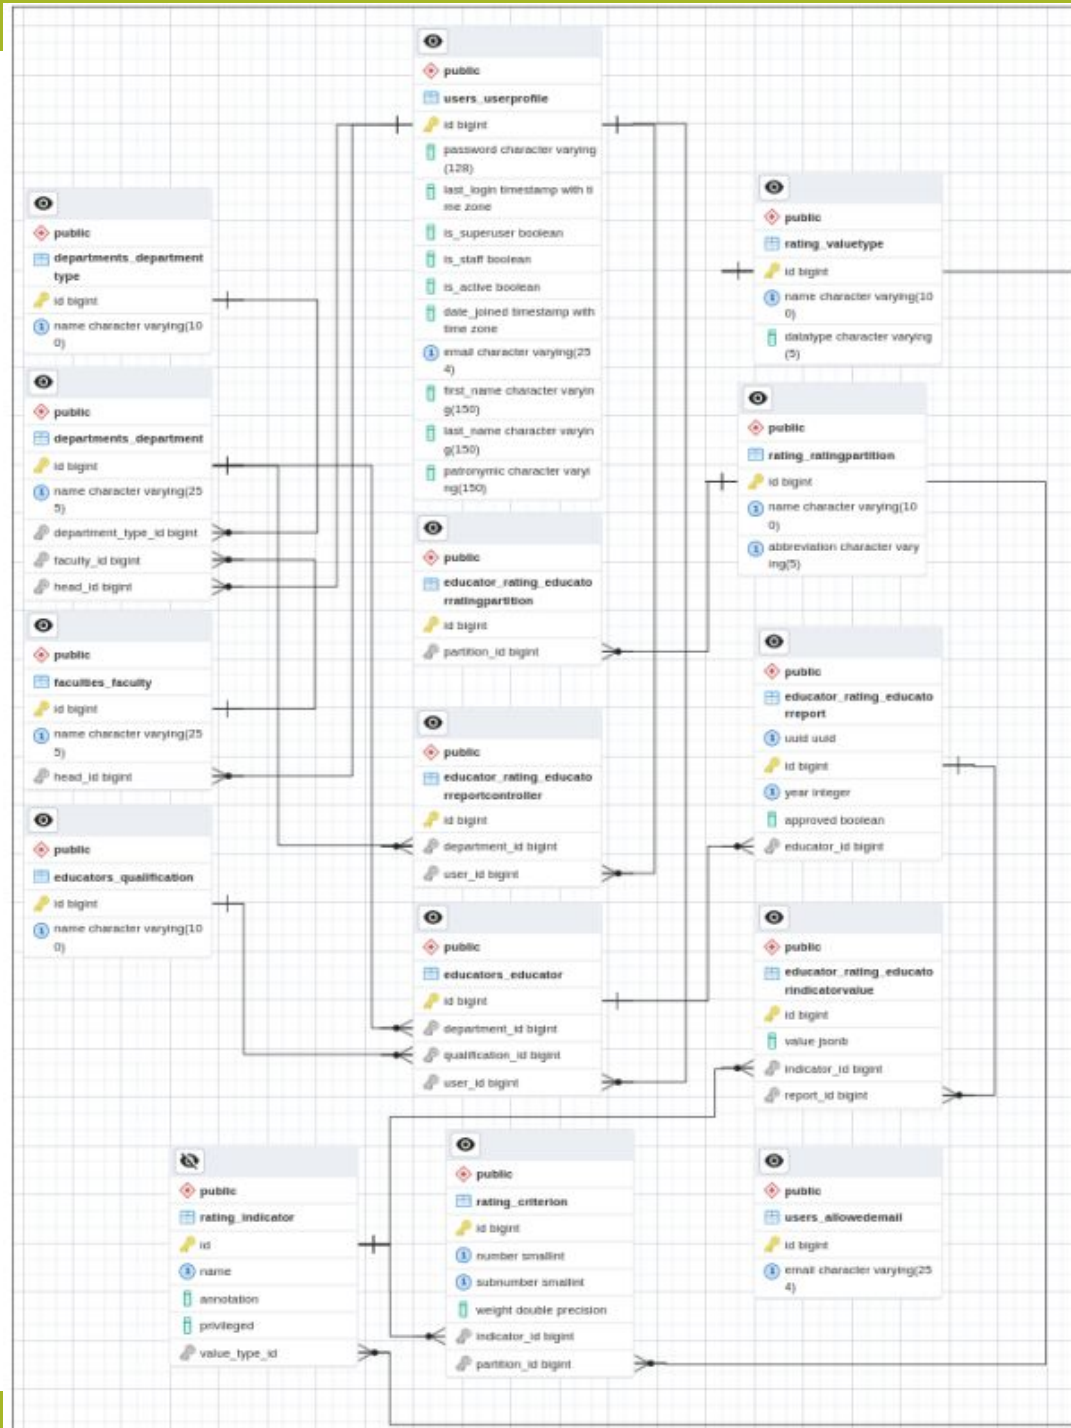 public
users_userprofile
id bigint
password character varying
(128)
last_login timestamp with ti
me zone
is_superuser boolean
is_staff boolean
is_active boolean
date_joined timestamp with
time zone
email character varying(25
4)
first_name character varyin
g(150)
last_name character varyin
g(150)
patronymic character varyi
ng(150)
public
departments_department
type
id bigint
name character varying(10
0)
public
departments_department
id bigint
name character varying(25
5)
department_type_id bigint
faculty_id bigint
head_id bigint
public
faculties_faculty
id bigint
name character varying(25
5)
head_id bigint
public
educators_qualification
id bigint
name character varying(10
0)
public
educator_rating_educato
rratingpartition
id bigint
partition_id bigint
public
educator_rating_educato
rreportcontroller
id bigint
department_id bigint
user_id bigint
public
educators_educator
id bigint
department_id bigint
qualification_id bigint
user_id bigint
public
rating_valuetype
id bigint
name character varying(10
0)
datatype character varying
(5)
public
rating_ratingpartition
id bigint
name character varying(10
0)
abbreviation character vary
ing(5)
public
educator_rating_educato
rreport
uuid uuid
id bigint
year integer
approved boolean
educator_id bigint
public
educator_rating_educato
rindicatorvalue
id bigint
value jsonb
indicator_id bigint
report_id bigint
public
rating_indicator
id
name
annotation
privileged
value_type_id
public
rating_criterion
id bigint
number smallint
subnumber smallint
weight double precision
indicator_id bigint
partition_id bigint
public
users_allowedemail
id bigint
email character varying(25
4)